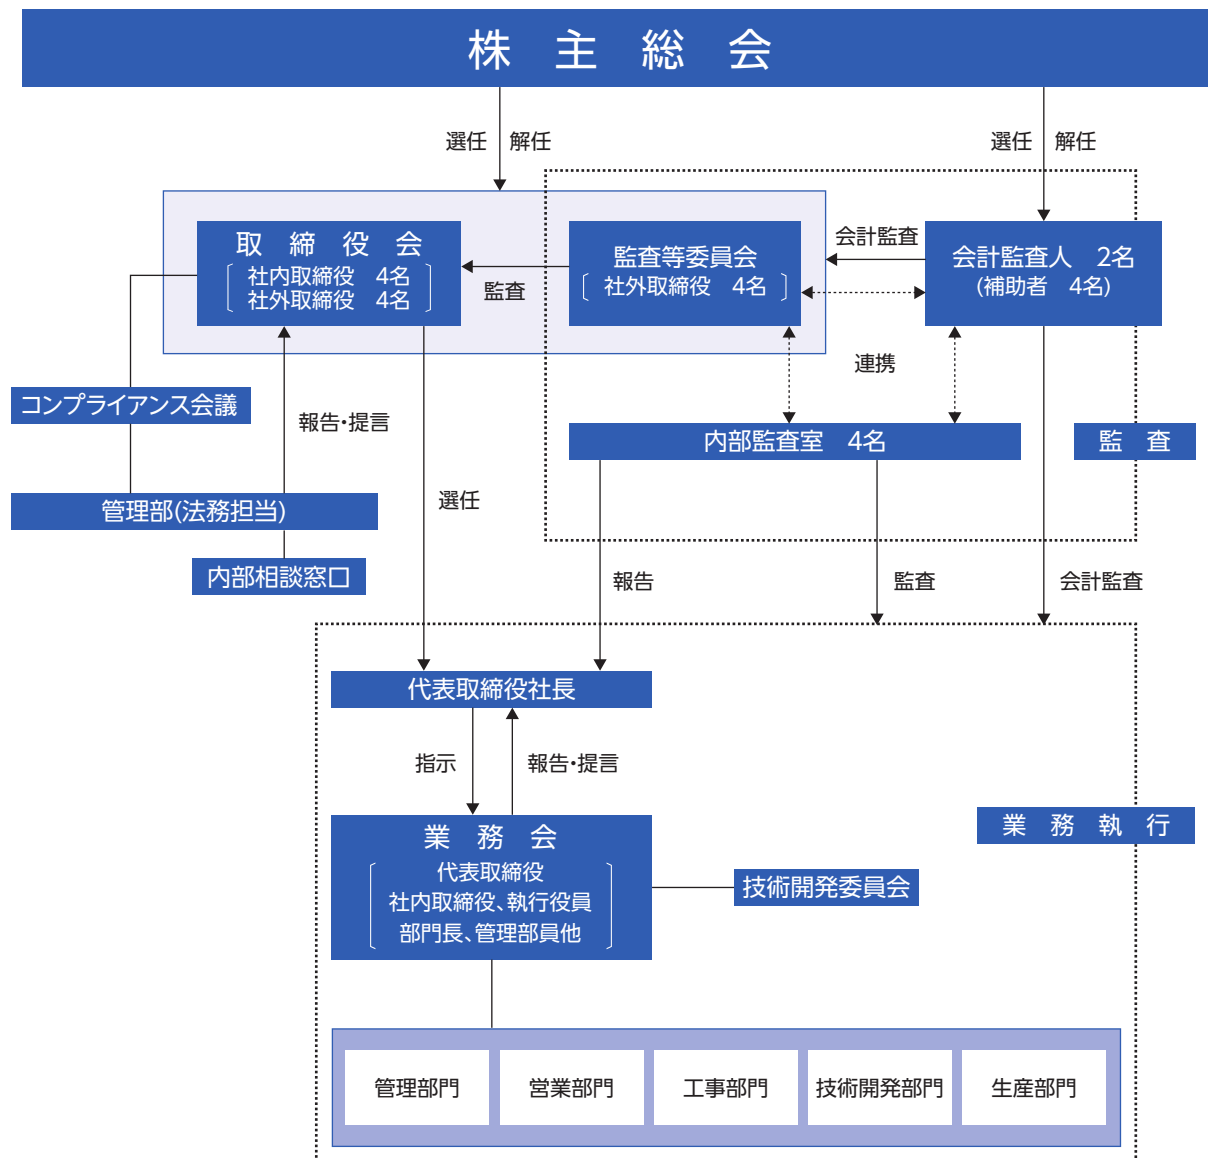 株　主　総　会
選任　解任
選任　解任
取　締　役　会
社内取締役　4名
社外取締役　4名
監査
監査等委員会
社外取締役　4名
会計監査
会計監査人　2名
(補助者　4名)
連携
コンプライアンス会議
報告・提言
内部監査室　4名
監　査
管理部(法務担当)
選任
内部相談窓口
報告
監査
会計監査
代表取締役社長
指示
報告・提言
業　務　執　行
業　務　会
代表取締役
社内取締役、執行役員
部門長、管理部員他
技術開発委員会
管理部門
営業部門
工事部門
技術開発部門
生産部門